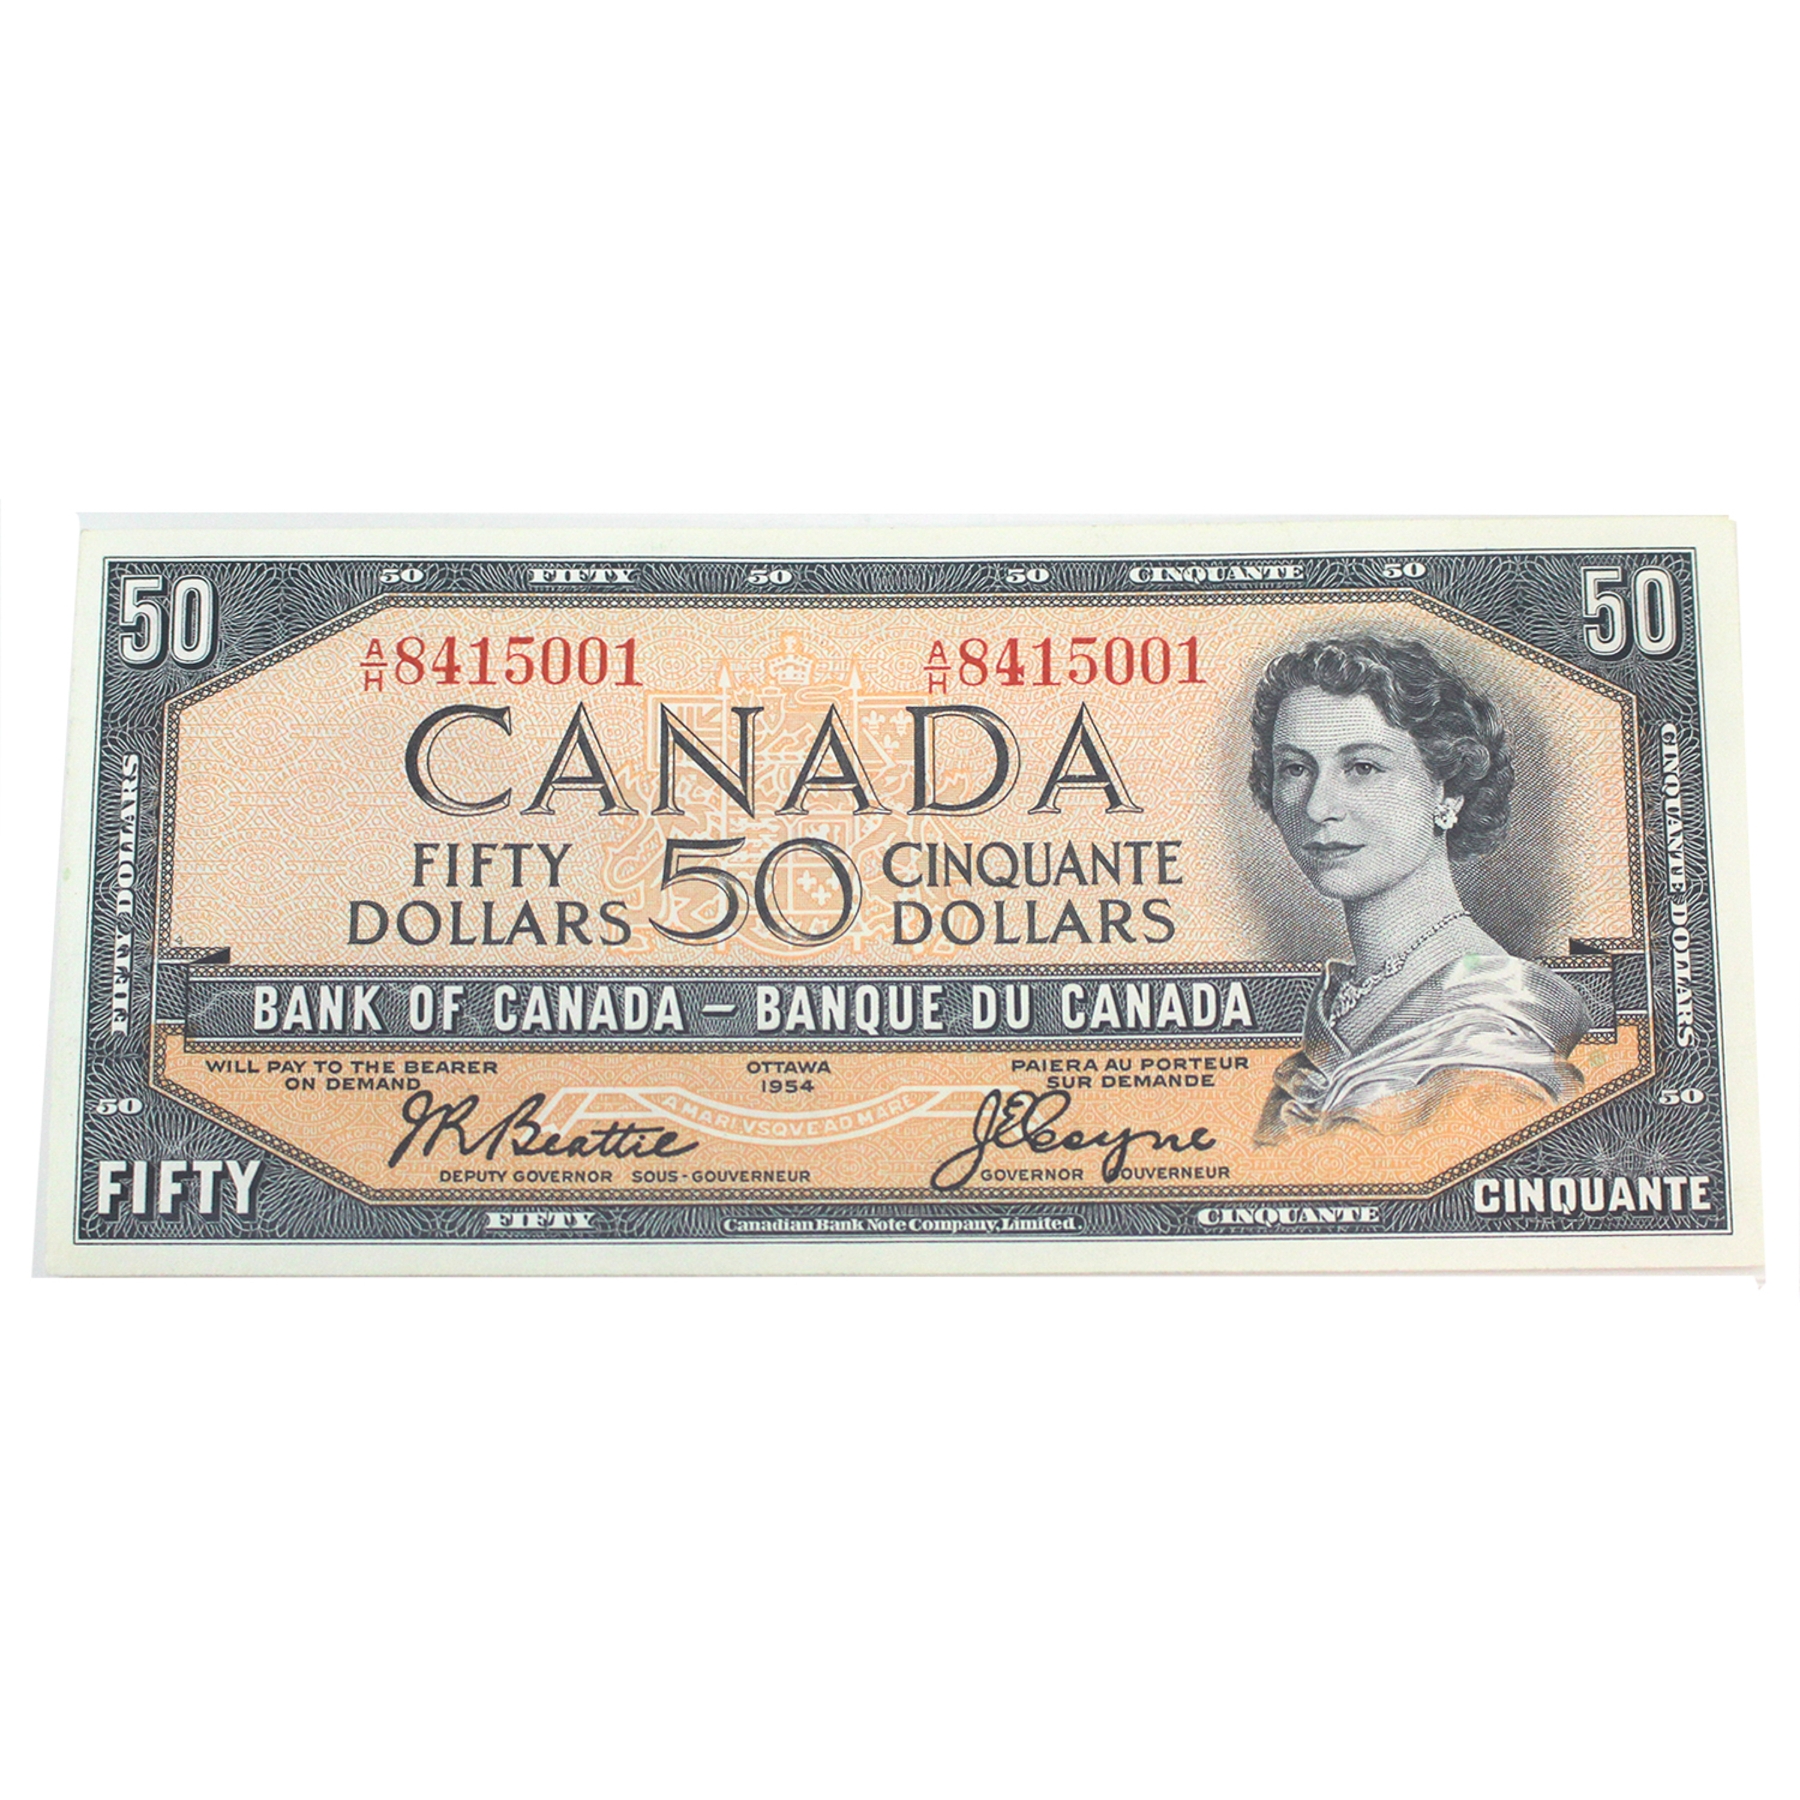 50 50 FIFTY 50 50 CINQUANTE 50 50
A/H 8415001 A/H 8415001
CANADA
FIFTY DOLLARS 50 CINQUANTE DOLLARS
FIFTY DOLLARS
CINQUANTE DOLLARS
BANK OF CANADA – BANQUE DU CANADA
WILL PAY TO THE BEARER
ON DEMAND
OTTAWA
1954
PAIERA AU PORTEUR
SUR DEMANDE
50 50
A MARI VSQVE AD MARE
JR Beattie
J E Coyne
DEPUTY GOVERNOR SOUS-GOUVERNEUR
GOVERNOR GOUVERNEUR
FIFTY CINQUANTE
FIFTY Canadian Bank Note Company, Limited. CINQUANTE